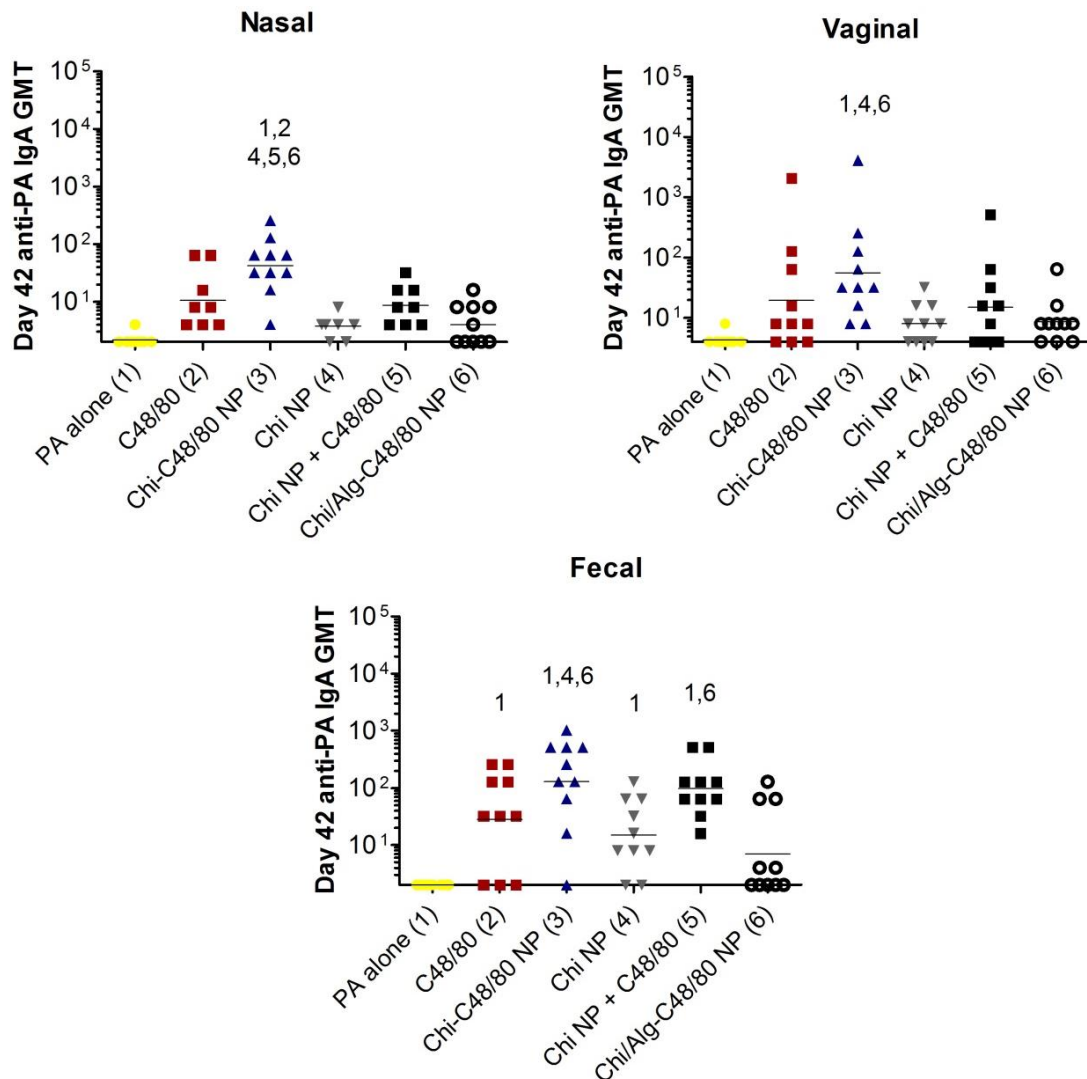 Nasal
Day 42 anti-PA IgA GMT
10^5
10^4
10^3
10^2
10^1
1,2
4,5,6
PA alone (1)
C48/80 (2)
Chi-C48/80 NP (3)
Chi NP (4)
Chi NP + C48/80 (5)
Chi/Alg-C48/80 NP (6)
Vaginal
Day 42 anti-PA IgA GMT
10^5
10^4
10^3
10^2
10^1
1,4,6
PA alone (1)
C48/80 (2)
Chi-C48/80 NP (3)
Chi NP (4)
Chi NP + C48/80 (5)
Chi/Alg-C48/80 NP (6)
Fecal
Day 42 anti-PA IgA GMT
10^5
10^4
10^3
10^2
10^1
1
1,4,6
1
1,6
PA alone (1)
C48/80 (2)
Chi-C48/80 NP (3)
Chi NP (4)
Chi NP + C48/80 (5)
Chi/Alg-C48/80 NP (6)